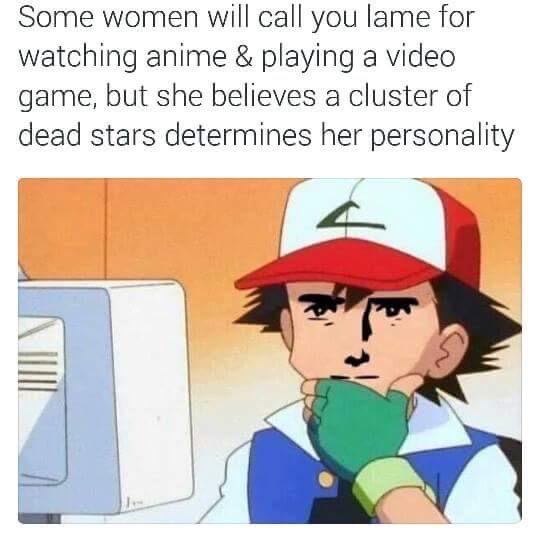 Some women will call you lame for
watching anime & playing a video
game, but she believes a cluster of
dead stars determines her personality